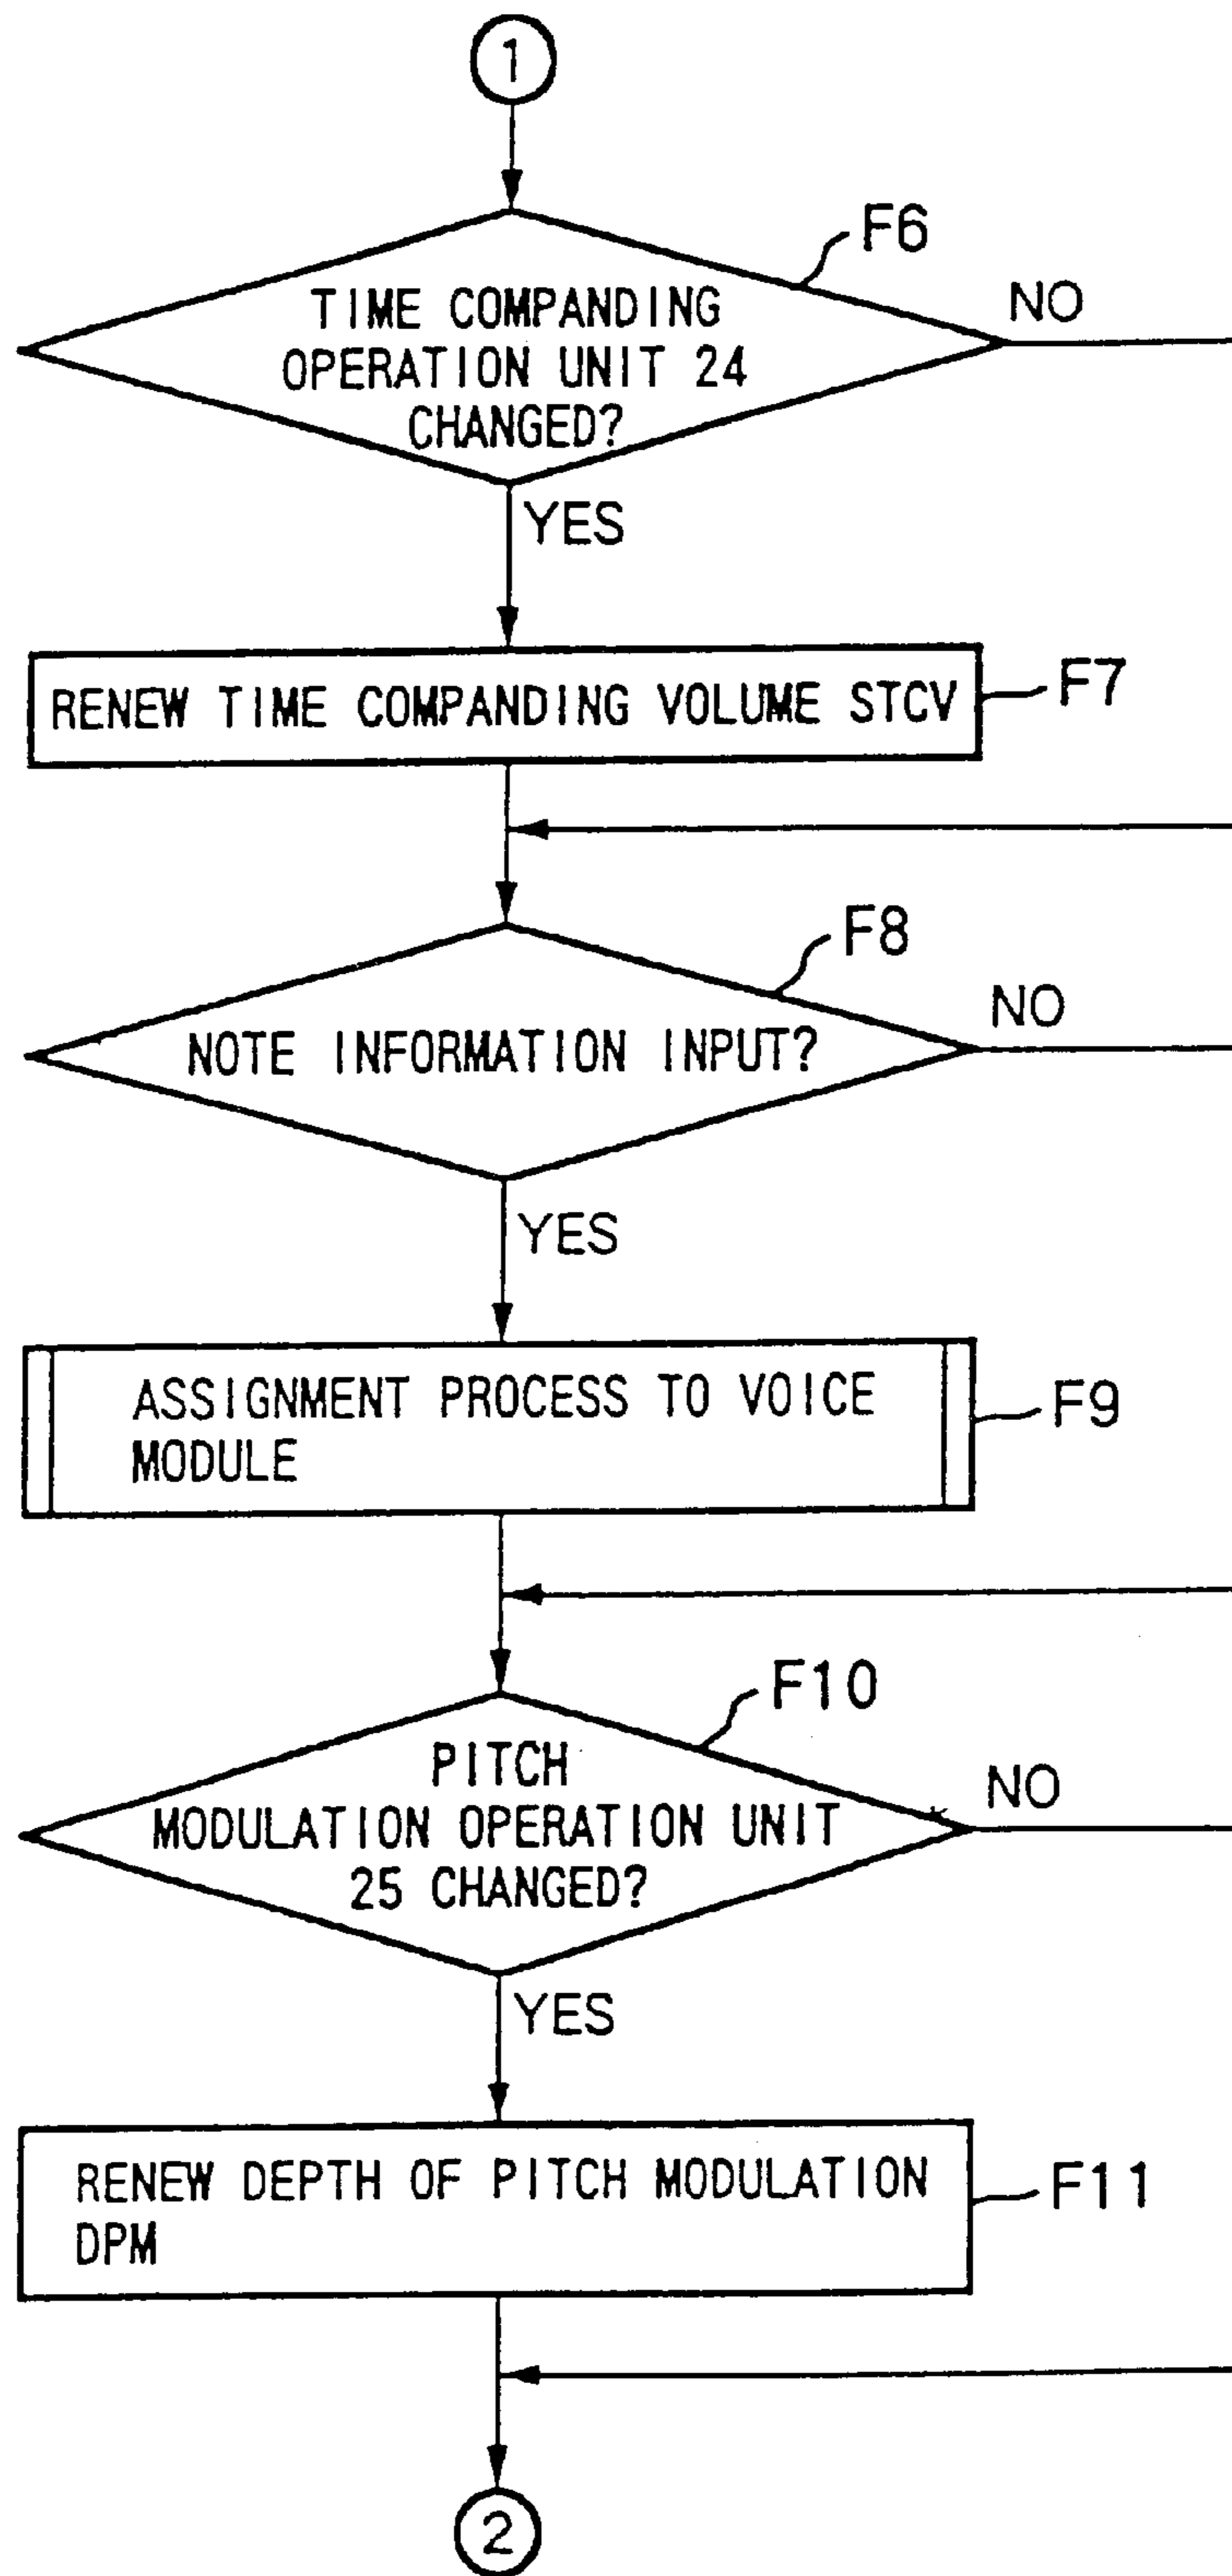 1
F6
TIME COMPANDING
OPERATION UNIT 24
CHANGED?
NO
YES
RENEW TIME COMPANDING VOLUME STCV
F7
F8
NOTE INFORMATION INPUT?
NO
YES
ASSIGNMENT PROCESS TO VOICE
MODULE
F9
F10
PITCH
MODULATION OPERATION UNIT
25 CHANGED?
NO
YES
RENEW DEPTH OF PITCH MODULATION
DPM
F11
2